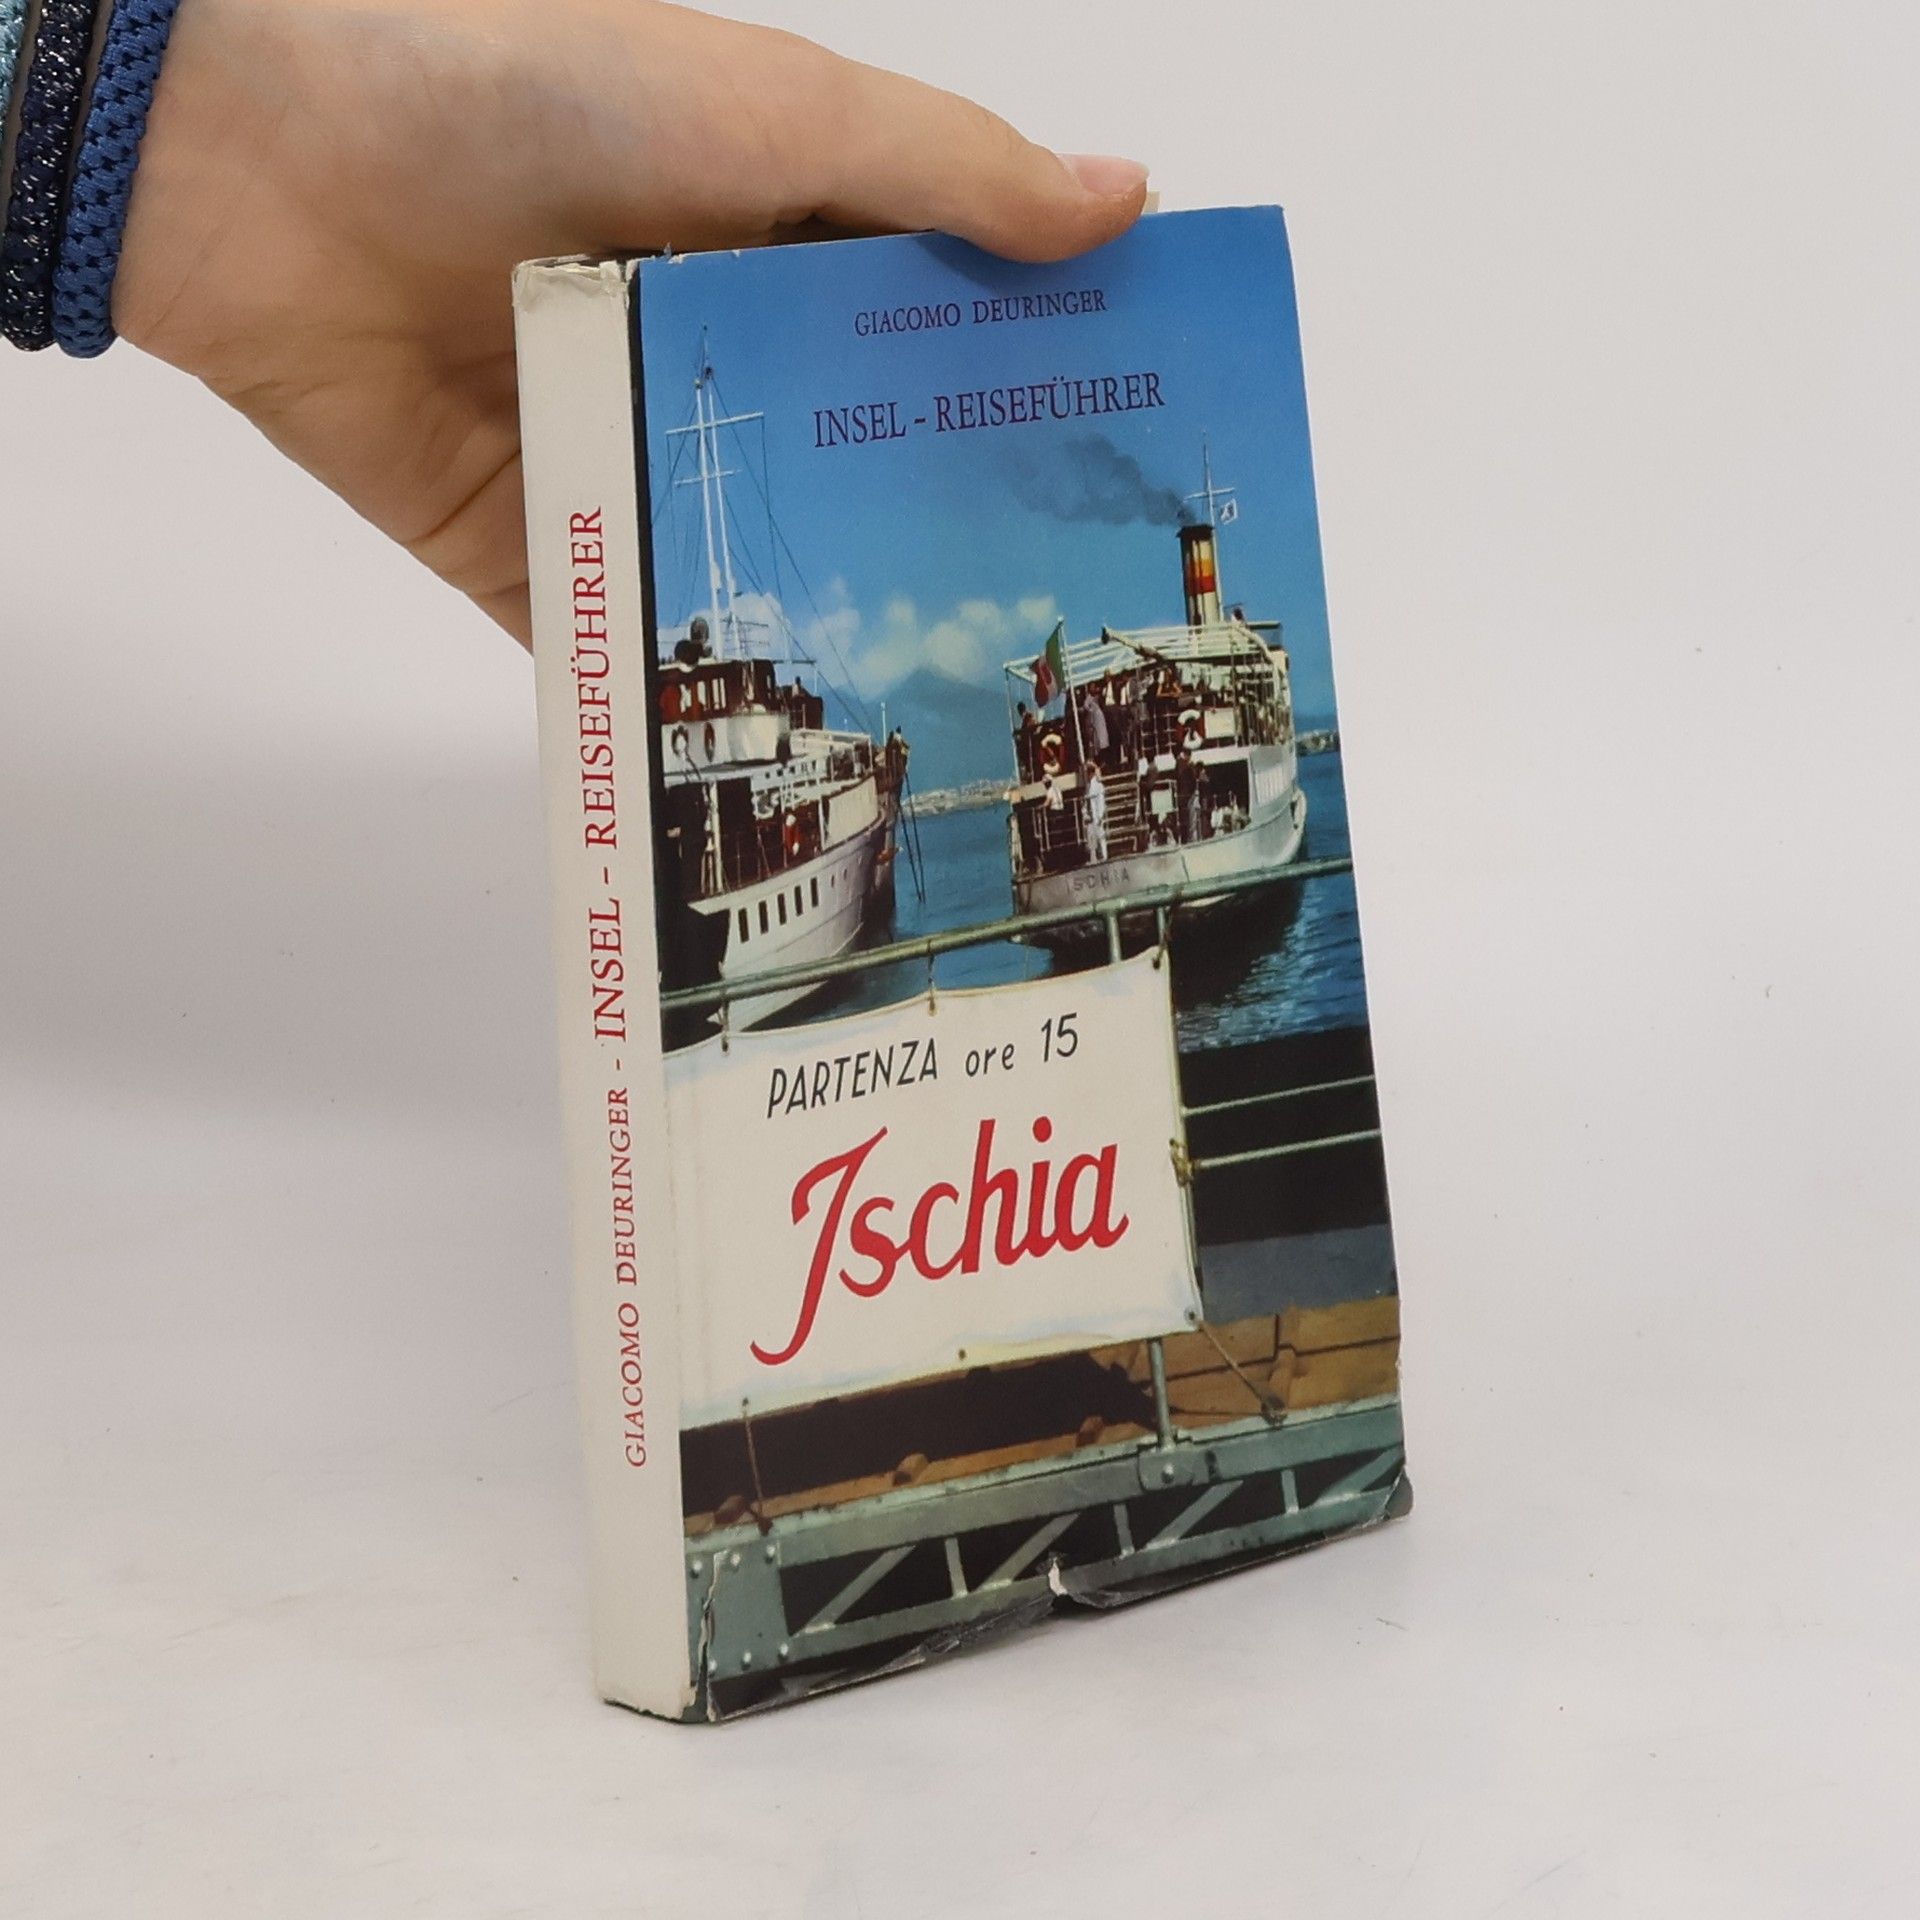 GIACOMO DEURINGER - INSEL - REISEFÜHRER
GIACOMO DEURINGER
INSEL - REISEFÜHRER
ISCHIA
PARTENZA ore 15
Ischia